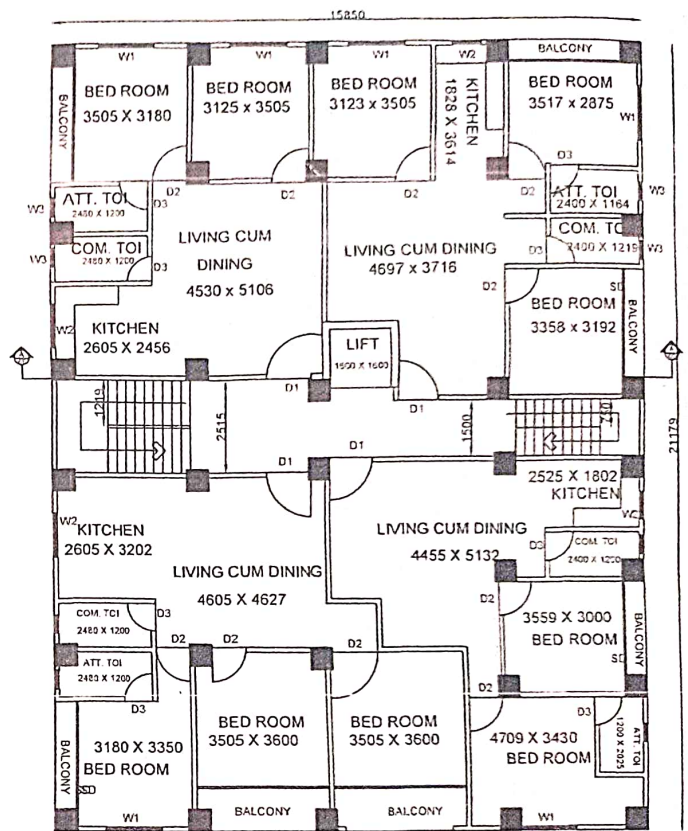 15850
W1
W1
W1
W2
BALCONY
BALCONY
BED ROOM
3505 X 3180
BED ROOM
3125 x 3505
BED ROOM
3123 x 3505
KITCHEN
1828 X 3614
BED ROOM
3517 x 2875
W1
D3
D2
D2
D2
D2
W3
ATT. TOI
2480 X 1200
D3
ATT. TOI
2400 X 1164
W3
W3
COM. TOI
2480 X 1200
D3
LIVING CUM
DINING
4530 x 5106
LIVING CUM DINING
4697 x 3716
D3
2400 X 1219
W3
D2
BED ROOM
3358 x 3192
SD
BALCONY
W2
KITCHEN
2605 X 2456
LIFT
1600 X 1600
A
A
D1
D1
1219
2515
1500
D1
D1
21179
2525 X 1802
KITCHEN
W2
W2
KITCHEN
2605 X 3202
LIVING CUM DINING
4455 x 5132
D3
COM. TOI
2400 X 1200
LIVING CUM DINING
4605 x 4627
D2
3559 X 3000
BED ROOM
SD
BALCONY
COM. TOI
2480 X 1200
D3
D2
D2
D2
ATT. TOI
2480 X 1200
D3
D2
D3
BALCONY
3180 X 3350
BED ROOM
W1
BED ROOM
3505 X 3600
BALCONY
BED ROOM
3505 X 3600
BALCONY
4709 X 3430
BED ROOM
ATT. TOI
1200 X 2025
W1